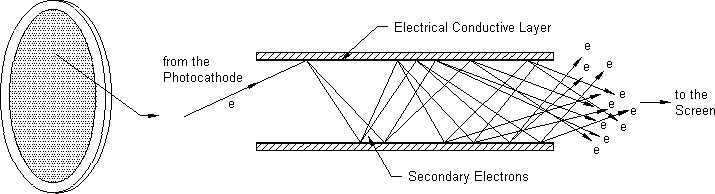 Electrical Conductive Layer
from the
Photocathode
e
e
e
e
e
e
e
e
e
e
to the
Screen
Secondary Electrons